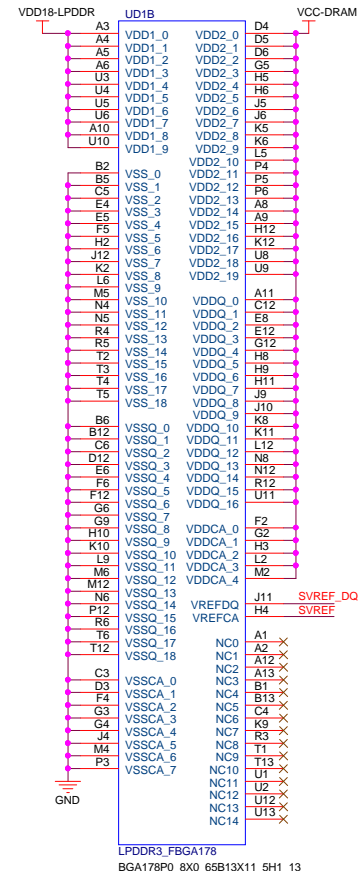 VDD18-LPDDR
UD1B
VCC-DRAM
A3 VDD1_0
A4 VDD1_1
A5 VDD1_2
A6 VDD1_3
U3 VDD1_4
U4 VDD1_5
U5 VDD1_6
U6 VDD1_7
A10 VDD1_8
U10 VDD1_9
B2 VSS_0
B5 VSS_1
C5 VSS_2
E4 VSS_3
E5 VSS_4
F5 VSS_5
H2 VSS_6
J12 VSS_7
K2 VSS_8
L6 VSS_9
M5 VSS_10
N4 VSS_11
N5 VSS_12
R4 VSS_13
R5 VSS_14
T2 VSS_15
T3 VSS_16
T4 VSS_17
T5 VSS_18
B6 VSSQ_0
B12 VSSQ_1
C6 VSSQ_2
D12 VSSQ_3
E6 VSSQ_4
F6 VSSQ_5
F12 VSSQ_6
G6 VSSQ_7
G9 VSSQ_8
H10 VSSQ_9
K10 VSSQ_10
L9 VSSQ_11
M6 VSSQ_12
M12 VSSQ_13
N6 VSSQ_14
P12 VSSQ_15
R6 VSSQ_16
T6 VSSQ_17
T12 VSSQ_18
C3 VSSCA_0
D3 VSSCA_1
F4 VSSCA_2
G3 VSSCA_3
G4 VSSCA_4
J4 VSSCA_5
M4 VSSCA_6
P3 VSSCA_7
GND
VDD2_0 D4
VDD2_1 D5
VDD2_2 D6
VDD2_3 G5
VDD2_4 H5
VDD2_5 H6
VDD2_6 J5
VDD2_7 J6
VDD2_8 K5
VDD2_9 K6
VDD2_10 L5
VDD2_11 P4
VDD2_12 P5
VDD2_13 P6
VDD2_14 A8
VDD2_15 A9
VDD2_16 H12
VDD2_17 K12
VDD2_18 U8
VDD2_19 U9
VDDQ_0 A11
VDDQ_1 C12
VDDQ_2 E8
VDDQ_3 E12
VDDQ_4 G12
VDDQ_5 H8
VDDQ_6 H9
VDDQ_7 H11
VDDQ_8 J9
VDDQ_9 J10
VDDQ_10 K8
VDDQ_11 K11
VDDQ_12 L12
VDDQ_13 N8
VDDQ_14 N12
VDDQ_15 R12
VDDQ_16 U11
VDDCA_0 F2
VDDCA_1 G2
VDDCA_2 H3
VDDCA_3 L2
VDDCA_4 M2
VREFDQ J11 SVREF_DQ
VREFCA H4 SVREF
NC0 A1
NC1 A2
NC2 A12
NC3 A13
NC4 B1
NC5 B13
NC6 C4
NC7 K9
NC8 R3
NC9 T1
NC10 T13
NC11 U1
NC12 U2
NC13 U12
NC14 U13
LPDDR3_FBGA178
BGA178P0_8X0_65B13X11_5H1_13